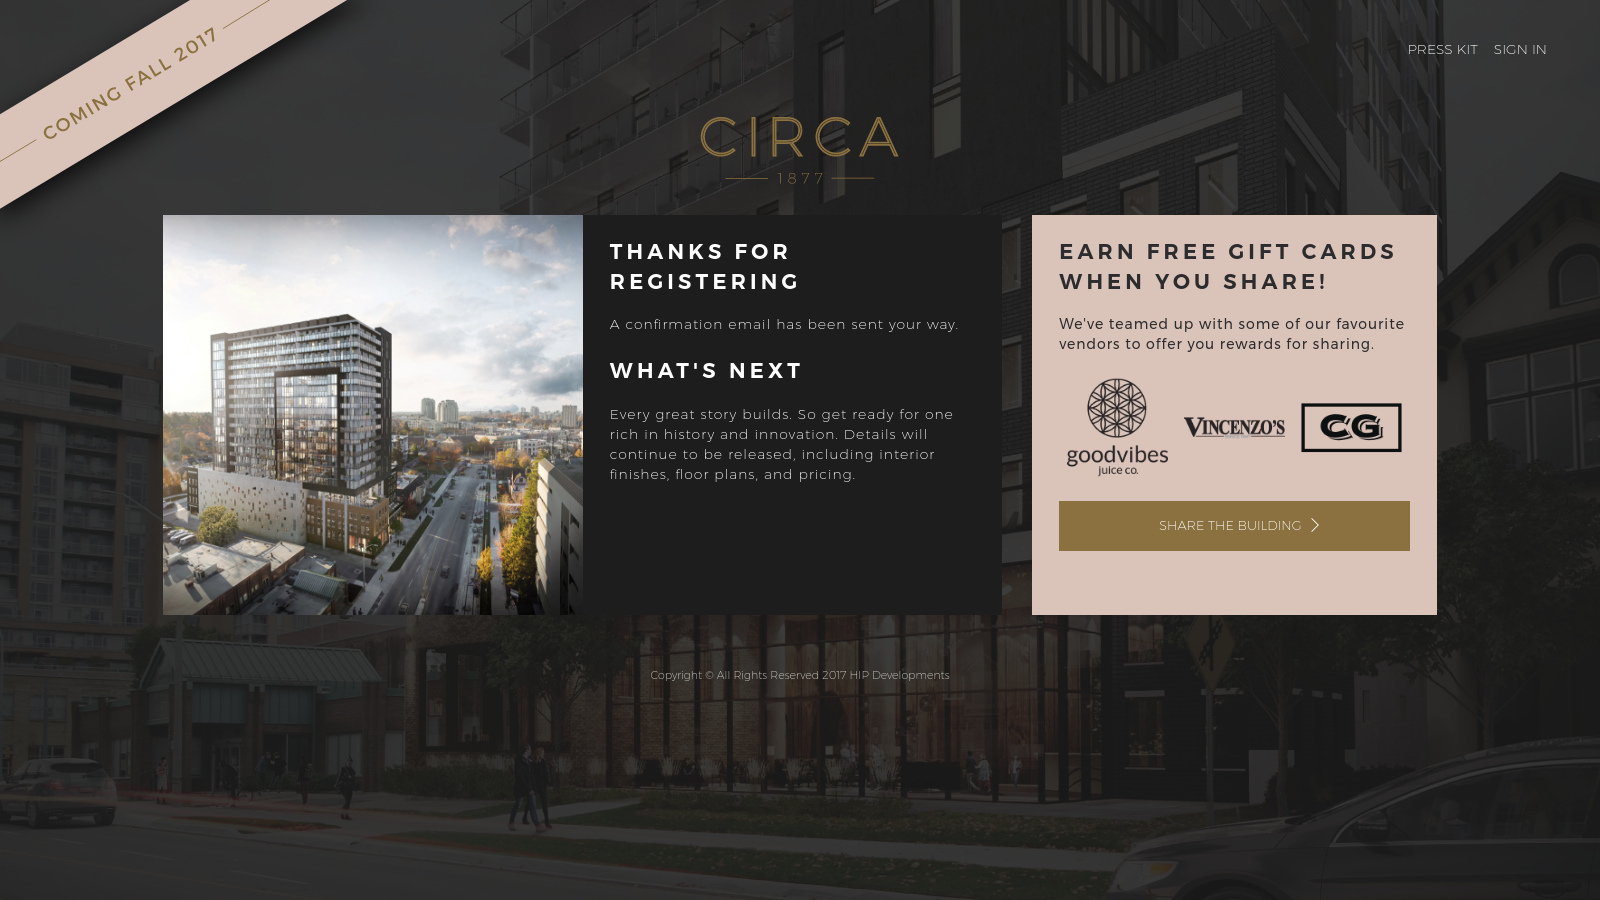 COMING FALL 2017
PRESS KIT SIGN IN
CIRCA
1877
THANKS FOR
REGISTERING
A confirmation email has been sent your way.
WHAT'S NEXT
Every great story builds. So get ready for one
rich in history and innovation. Details will
continue to be released, including interior
finishes, floor plans, and pricing.
EARN FREE GIFT CARDS
WHEN YOU SHARE!
We've teamed up with some of our favourite
vendors to offer you rewards for sharing.
goodvibes
juice co.
VINCENZO'S
CG
SHARE THE BUILDING
Copyright © All Rights Reserved 2017 HIP Developments